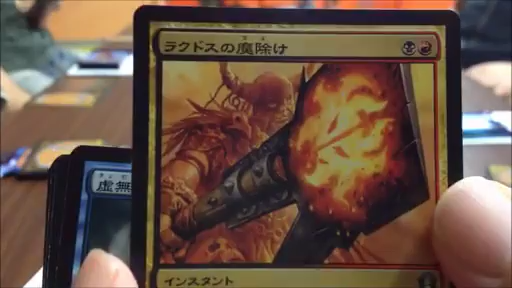 ラクドスの魔除け
虚無
インスタント